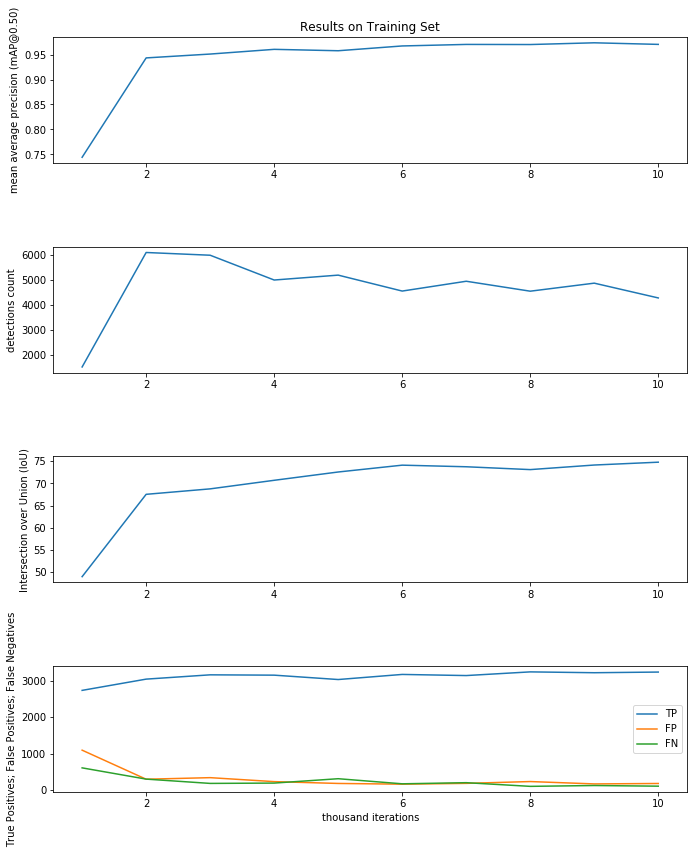 Results on Training Set
mean average precision (mAP@0.50)
0.95
0.90
0.85
0.80
0.75
2 4 6 8 10
detections count
6000
5000
4000
3000
2000
2 4 6 8 10
Intersection over Union (IoU)
75
70
65
60
55
50
2 4 6 8 10
True Positives; False Positives; False Negatives
3000
2000
1000
0
TP
FP
FN
2 4 6 8 10
thousand iterations